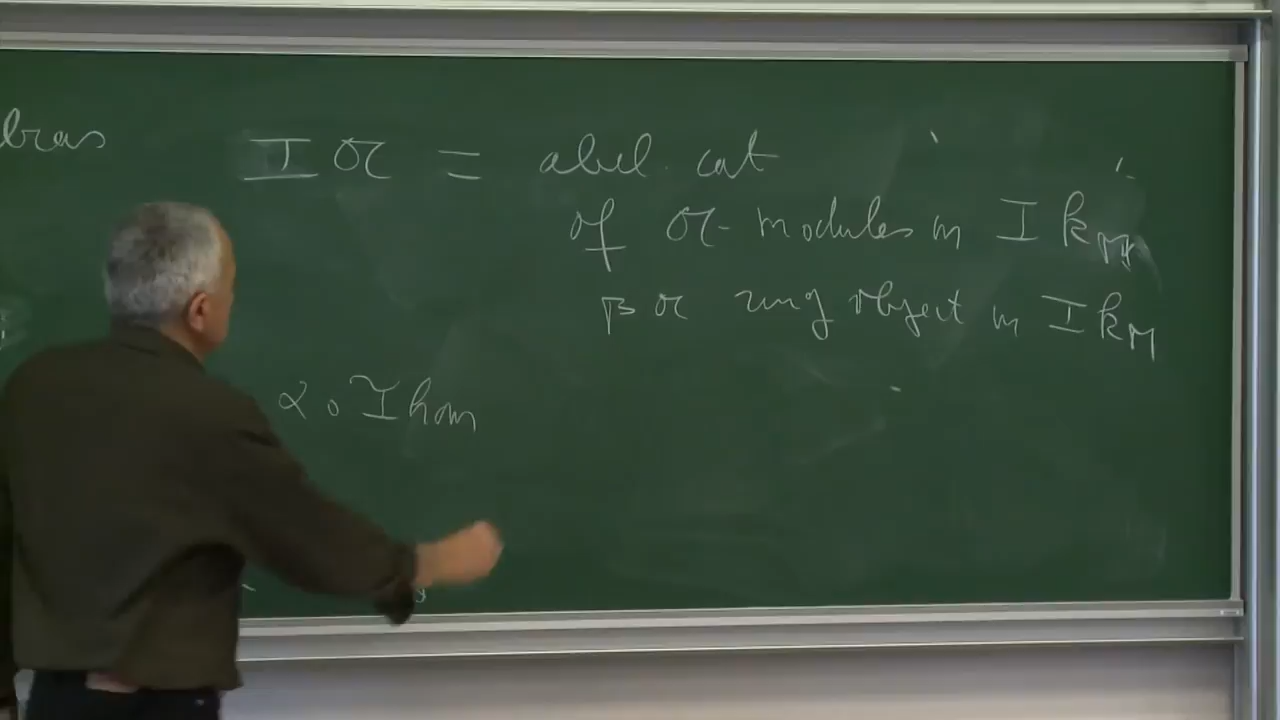 bras I 𝒪 = abel. cat
of 𝒪-modules in I k_M
β 𝒪 ring object in I k_M
α ∘ I hom